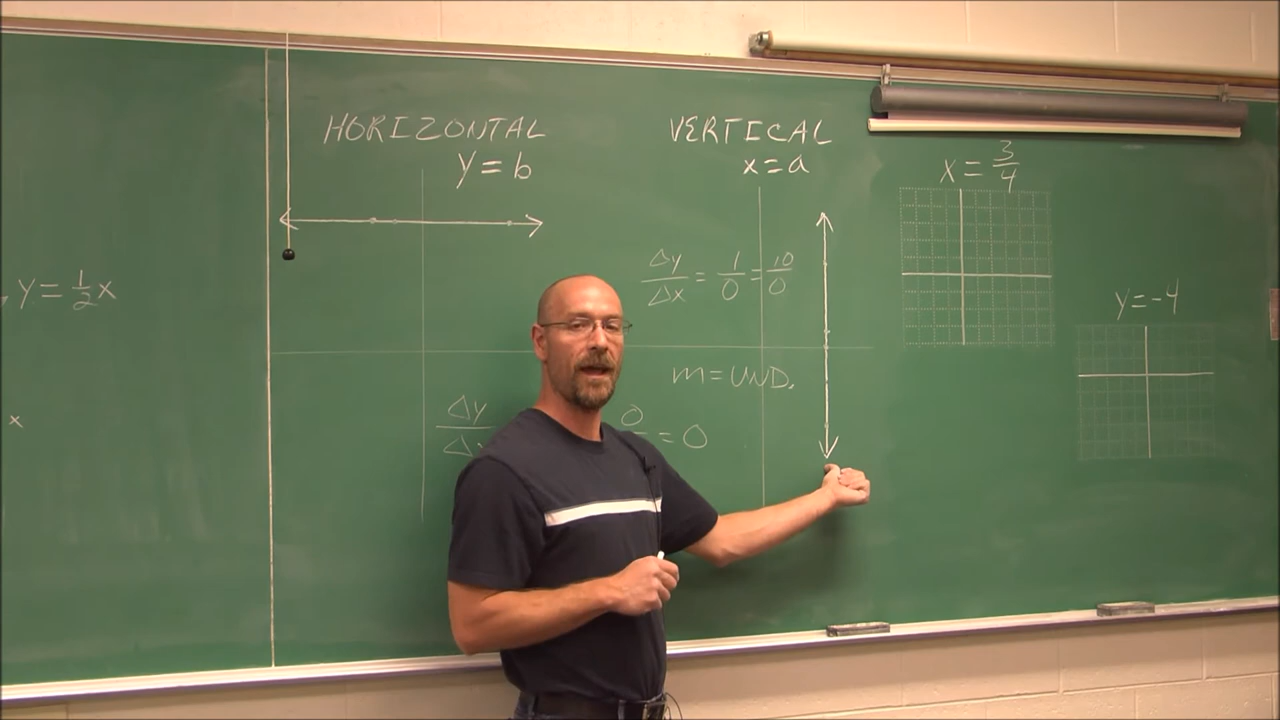 HORIZONTAL
y = b
VERTICAL
x = a
x = 3/4
y = 1/2 x
Δy/Δx = 1/0 = 10/0
y = -4
m = UND.
x
Δy/Δx
0 = 0